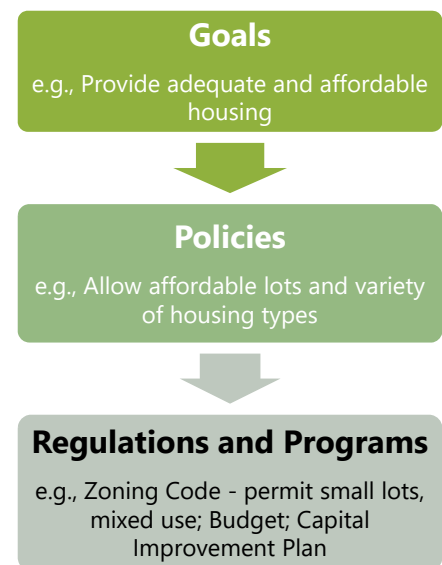 Goals
e.g., Provide adequate and affordable
housing
Policies
e.g., Allow affordable lots and variety
of housing types
Regulations and Programs
e.g., Zoning Code - permit small lots,
mixed use; Budget; Capital
Improvement Plan